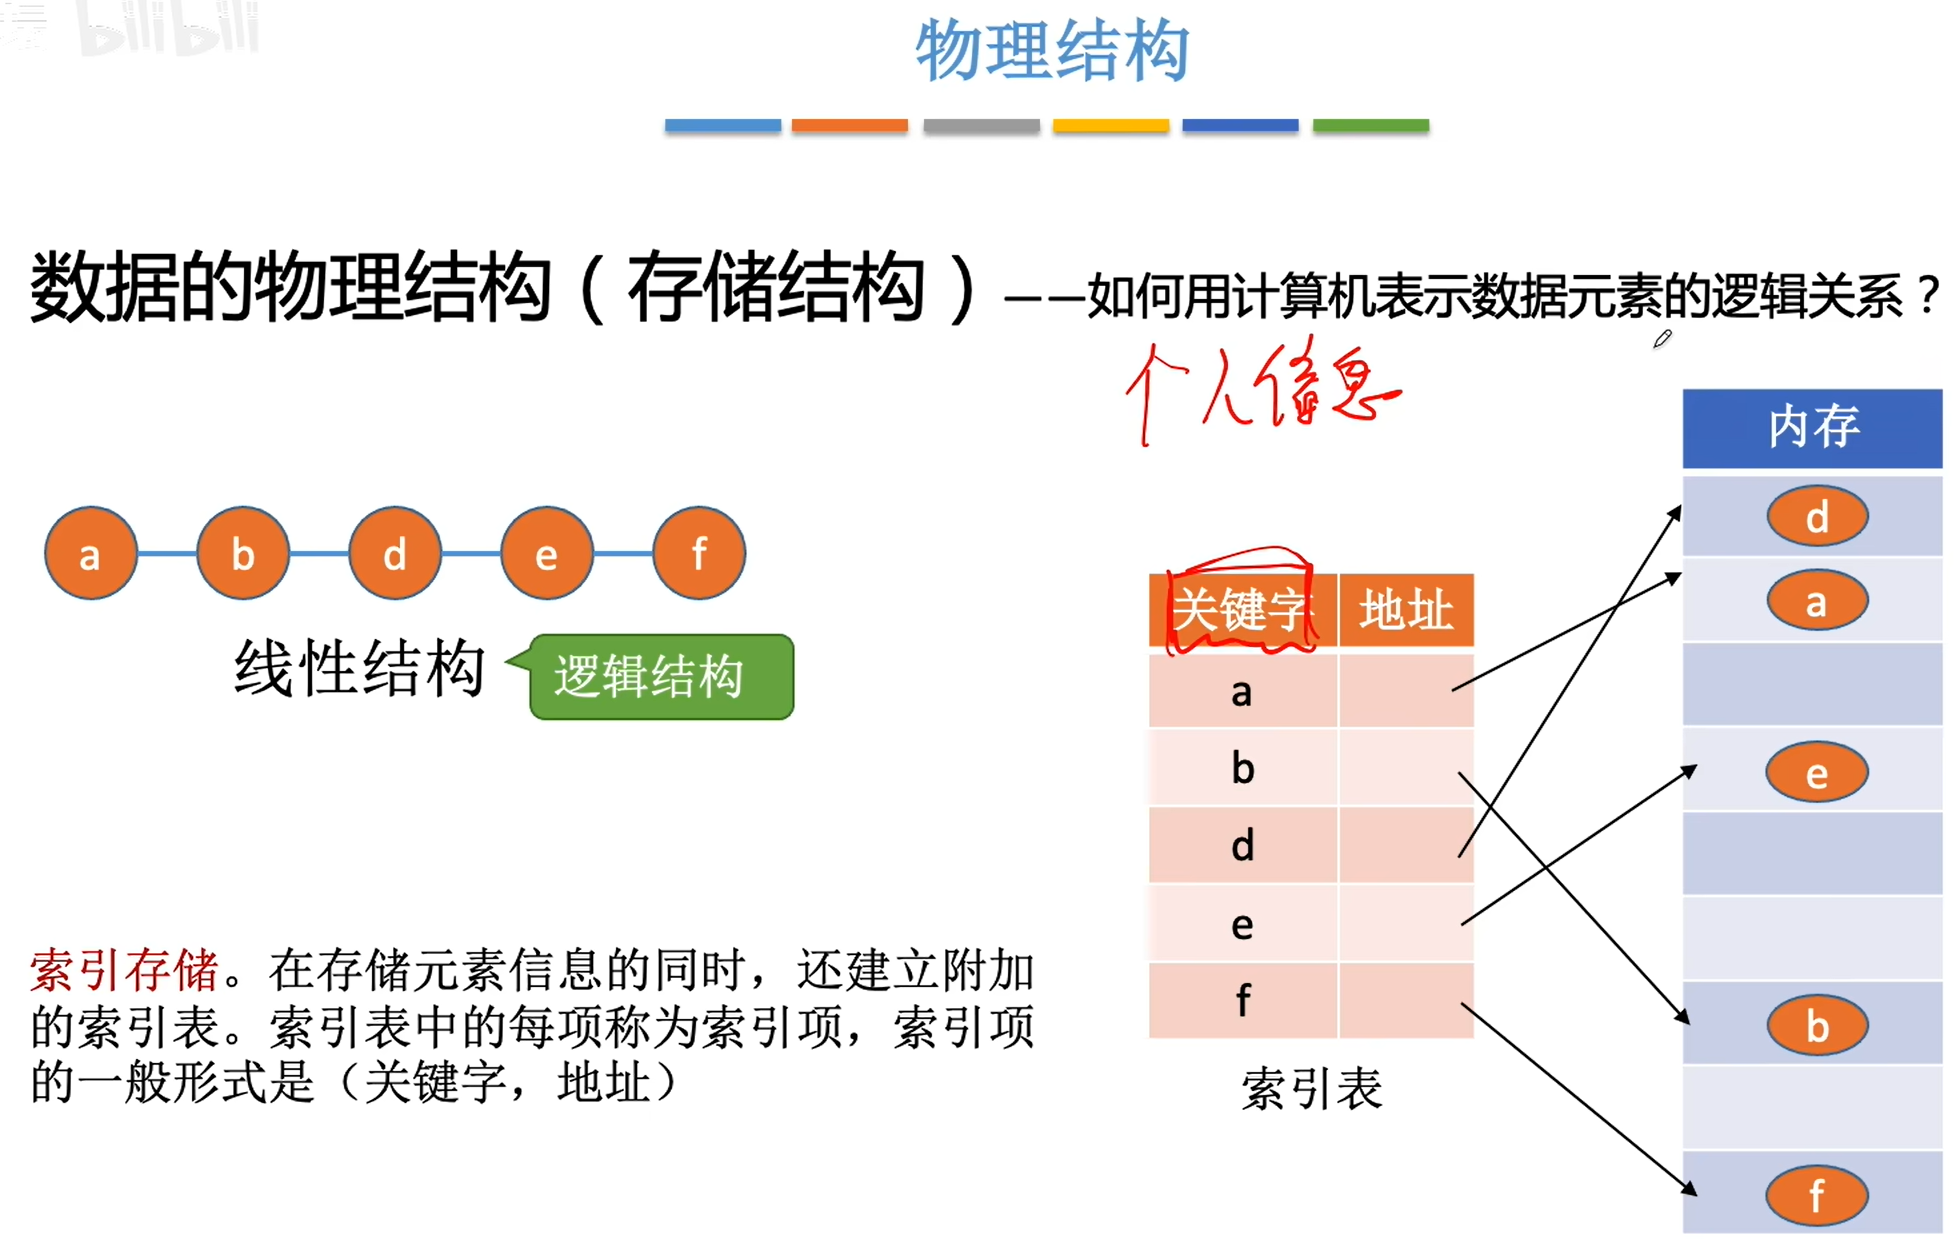 bilibili
物理结构
数据的物理结构（存储结构）——如何用计算机表示数据元素的逻辑关系？
个人信息
内存
d
a
e
b
f
a
b
d
e
f
线性结构
逻辑结构
关键字 地址
a
b
d
e
f
索引表
索引存储。在存储元素信息的同时，还建立附加
的索引表。索引表中的每项称为索引项，索引项
的一般形式是（关键字，地址）